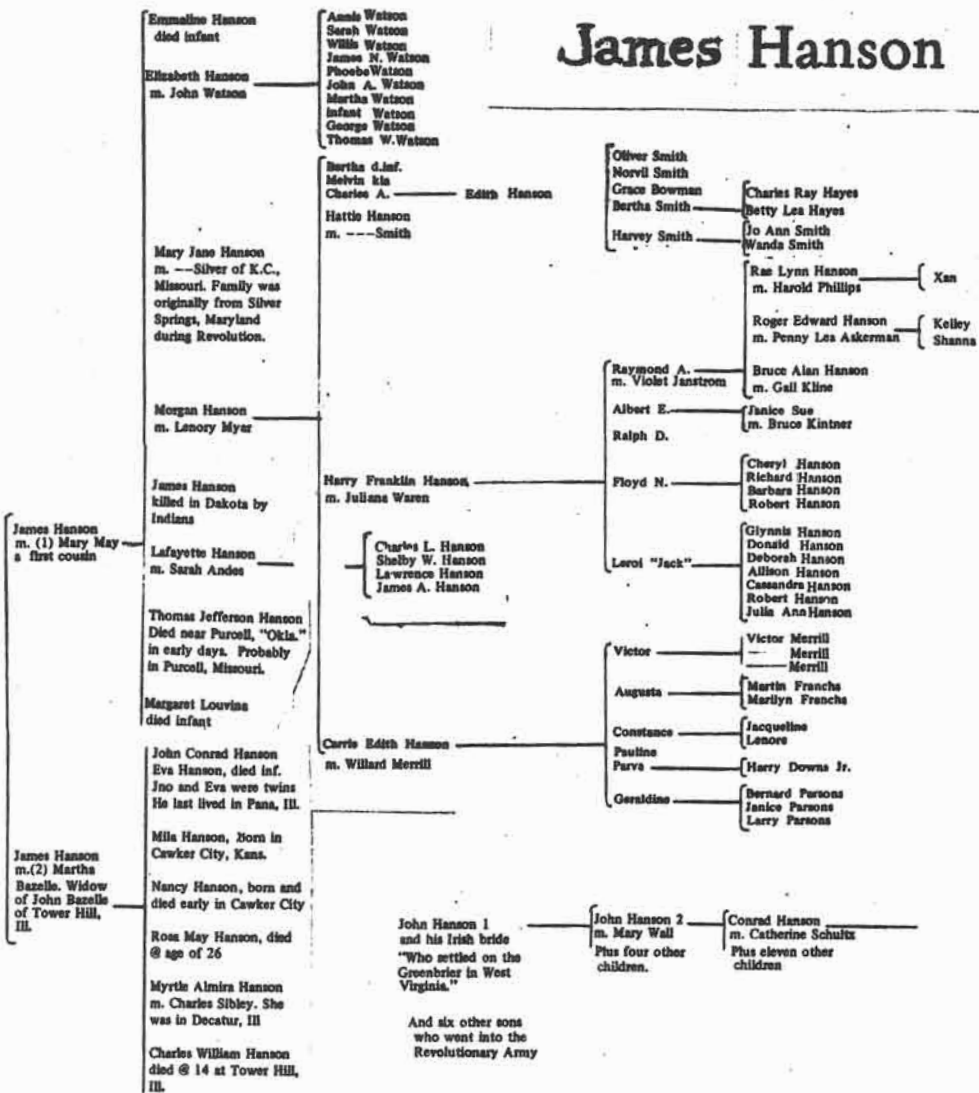 James Hanson
Emmeline Hanson
died infant
Elizabeth Hanson
m. John Watson
Annie Watson
Sarah Watson
Willis Watson
James N. Watson
Phoebe Watson
John A. Watson
Martha Watson
Infant Watson
George Watson
Thomas W. Watson
Mary Jane Hanson
m. ---Silver of K.C.,
Missouri. Family was
originally from Silver
Springs, Maryland
during Revolution.
Morgan Hanson
m. Lenory Myer
Bertha d.inf.
Melvin kia
Charles A.
Edith Hanson
Hattie Hanson
m. ---Smith
Oliver Smith
Norvil Smith
Grace Bowman
Bertha Smith
Charles Ray Hayes
Betty Lea Hayes
Harvey Smith
Jo Ann Smith
Wanda Smith
Harry Franklin Hanson
m. Juliana Waren
Raymond A.
m. Violet Janstrom
Rae Lynn Hanson
m. Harold Phillips
Xan
Roger Edward Hanson
m. Penny Lea Askerman
Kelley
Shanna
Bruce Alan Hanson
m. Gail Kline
Albert E.
Janice Sue
m. Bruce Kintner
Ralph D.
Floyd N.
Cheryl Hanson
Richard Hanson
Barbara Hanson
Robert Hanson
Leroi "Jack"
Glynnis Hanson
Donald Hanson
Deborah Hanson
Allison Hanson
Cassandra Hanson
Robert Hanson
Julia Ann Hanson
Carrie Edith Hanson
m. Willard Merrill
Victor
Victor Merrill
--- Merrill
--- Merrill
Augusta
Martin Franchs
Marilyn Franchs
Constance
Jacqueline
Lenore
Pauline
Parva
Harry Downs Jr.
Geraldine
Bernard Parsons
Janice Parsons
Larry Parsons
James Hanson
killed in Dakota by
Indians
James Hanson
m. (1) Mary May
a first cousin
Lafayette Hanson
m. Sarah Andes
Charles L. Hanson
Shelby W. Hanson
Lawrence Hanson
James A. Hanson
Thomas Jefferson Hanson
Died near Purcell, "Okla."
in early days. Probably
in Purcell, Missouri.
Margaret Louvina
died infant
James Hanson
m.(2) Martha
Bazelle. Widow
of John Bazelle
of Tower Hill,
Ill.
John Conrad Hanson
Eva Hanson, died inf.
Jno and Eva were twins
He last lived in Pana, Ill.
Mila Hanson, Born in
Cawker City, Kans.
Nancy Hanson, born and
died early in Cawker City
Rosa May Hanson, died
@ age of 26
Myrtle Almira Hanson
m. Charles Sibley. She
was in Decatur, Ill
Charles William Hanson
died @ 14 at Tower Hill,
Ill.
John Hanson 1
and his Irish bride
"Who settled on the
Greenbrier in West
Virginia."
And six other sons
who went into the
Revolutionary Army
John Hanson 2
m. Mary Wall
Plus four other
children.
Conrad Hanson
m. Catherine Schultx
Plus eleven other
children